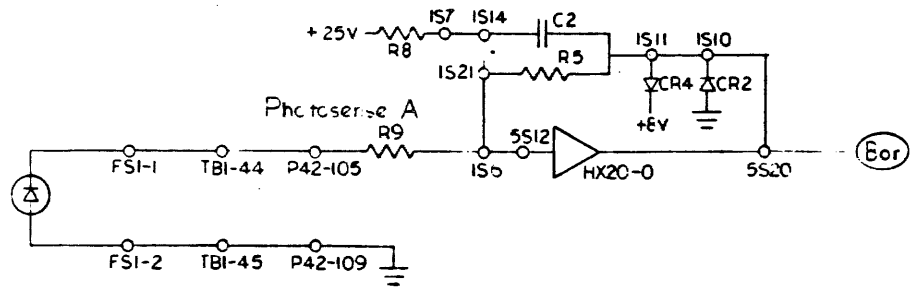 1S7 1S14 C2
+25V R8 1S11 1S10
1S21 R5 CR4 CR2
+8V
Photosense A
R9 5S12
FS1-1 TB1-44 P42-105 1S6 HX20-0 5S20 Eor
FS1-2 TB1-45 P42-109